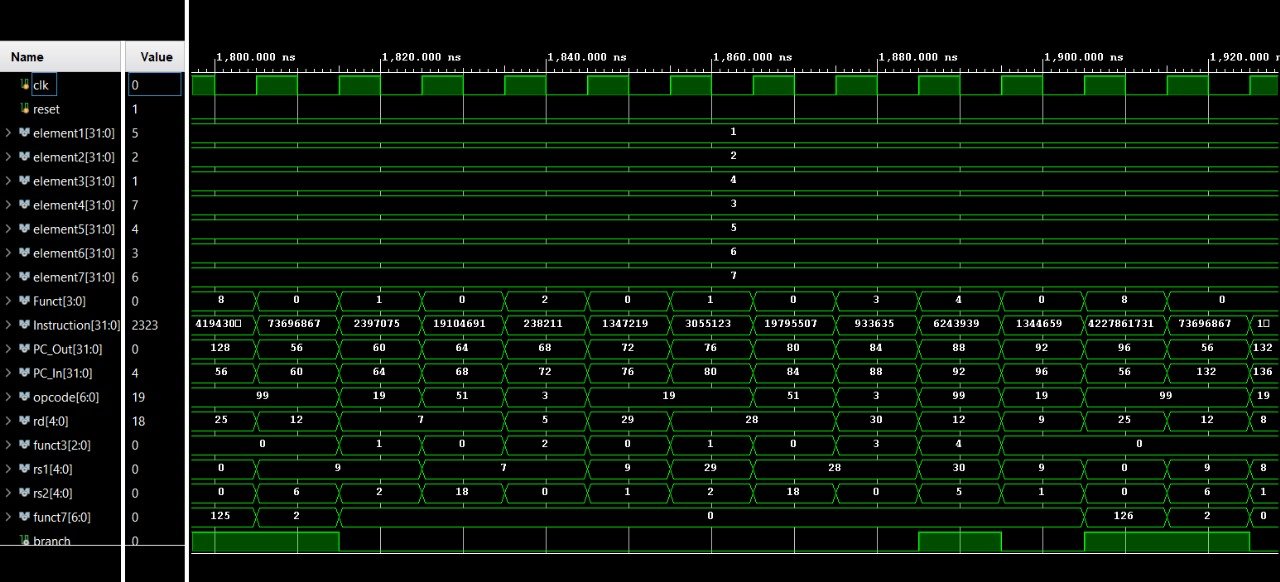 Name Value 1,800.000 ns 1,820.000 ns 1,840.000 ns 1,860.000 ns 1,880.000 ns 1,900.000 ns 1,920.000 n
clk 0
reset 1
element1[31:0] 5 1
element2[31:0] 2 2
element3[31:0] 1 4
element4[31:0] 7 3
element5[31:0] 4 5
element6[31:0] 3 6
element7[31:0] 6 7
Funct[3:0] 0 8 0 1 0 2 0 1 0 3 4 0 8 0
Instruction[31:0] 2323 419430 73696867 2397075 19104691 238211 1347219 3055123 19795507 933635 6243939 1344659 4227861731 73696867 1
PC_Out[31:0] 0 128 56 60 64 68 72 76 80 84 88 92 96 56 132
PC_In[31:0] 4 56 60 64 68 72 76 80 84 88 92 96 56 132 136
opcode[6:0] 19 99 19 51 3 19 51 3 99 19 99 19
rd[4:0] 18 25 12 7 5 29 28 30 12 9 25 12 8
funct3[2:0] 0 0 1 0 2 0 1 0 3 4 0
rs1[4:0] 0 0 9 7 9 29 28 30 9 0 9 8
rs2[4:0] 0 0 6 2 18 0 1 2 18 0 5 1 0 6 1
funct7[6:0] 0 125 2 0 126 2 0
branch 0